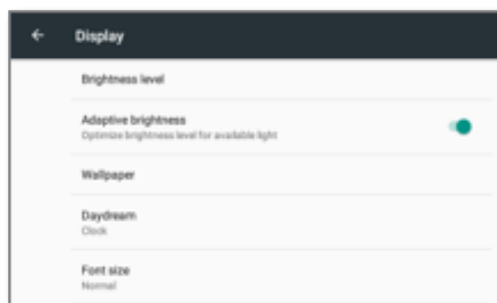 Display
Brightness level
Adaptive brightness
Optimize brightness level for available light
Wallpaper
Daydream
Clock
Font size
Normal